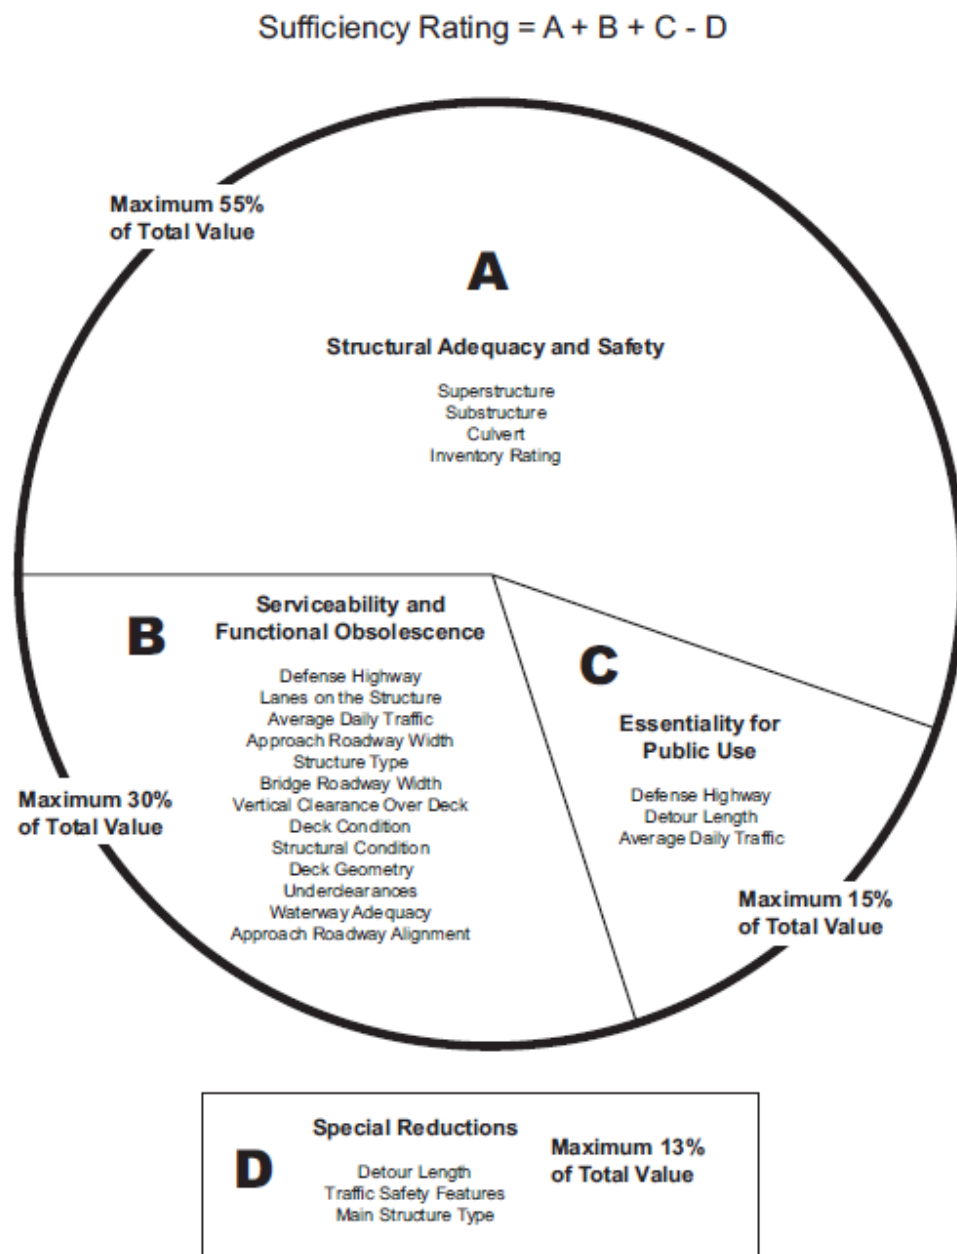 Sufficiency Rating = A + B + C - D
Maximum 55%
of Total Value
A
Structural Adequacy and Safety
Superstructure
Substructure
Culvert
Inventory Rating
B
Serviceability and
Functional Obsolescence
Defense Highway
Lanes on the Structure
Average Daily Traffic
Approach Roadway Width
Structure Type
Bridge Roadway Width
Vertical Clearance Over Deck
Deck Condition
Structural Condition
Deck Geometry
Underclearances
Waterway Adequacy
Approach Roadway Alignment
Maximum 30%
of Total Value
C
Essentiality for
Public Use
Defense Highway
Detour Length
Average Daily Traffic
Maximum 15%
of Total Value
D
Special Reductions
Detour Length
Traffic Safety Features
Main Structure Type
Maximum 13%
of Total Value